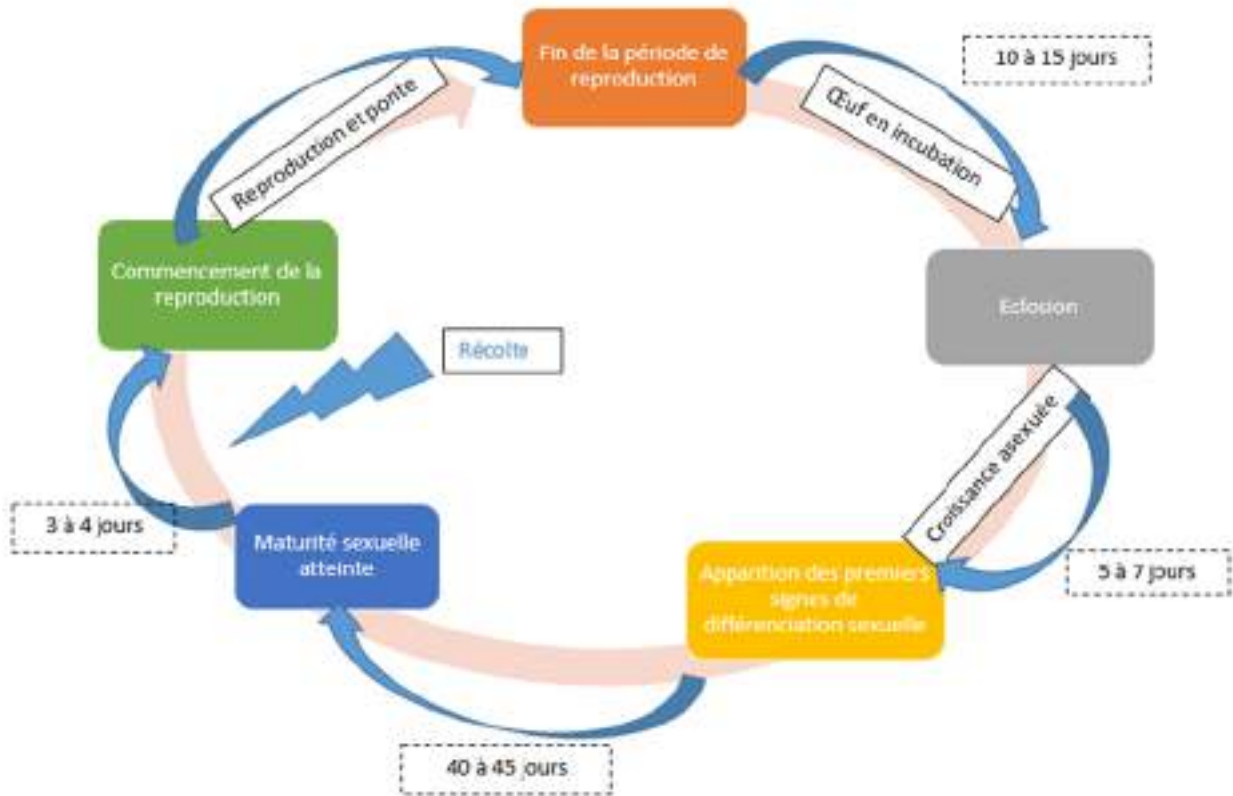 Fin de la période de
reproduction
10 à 15 jours
Œuf en incubation
Reproduction et ponte
Commencement de la
reproduction
Eclosion
Récolte
Croissance asexuée
3 à 4 jours
Maturité sexuelle
atteinte
Apparition des premiers
signes de
différenciation sexuelle
5 à 7 jours
40 à 45 jours